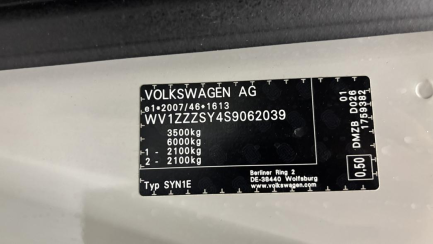 VOLKSWAGEN AG
e1*2007/46*1613
WV1ZZZSY4S9062039
3500kg
6000kg
1 - 2100kg
2 - 2100kg
Typ SYN1E
Berliner Ring 2
DE-38440 Wolfsburg
www.volkswagen.com
0,50
DMZB D026 01
1759382